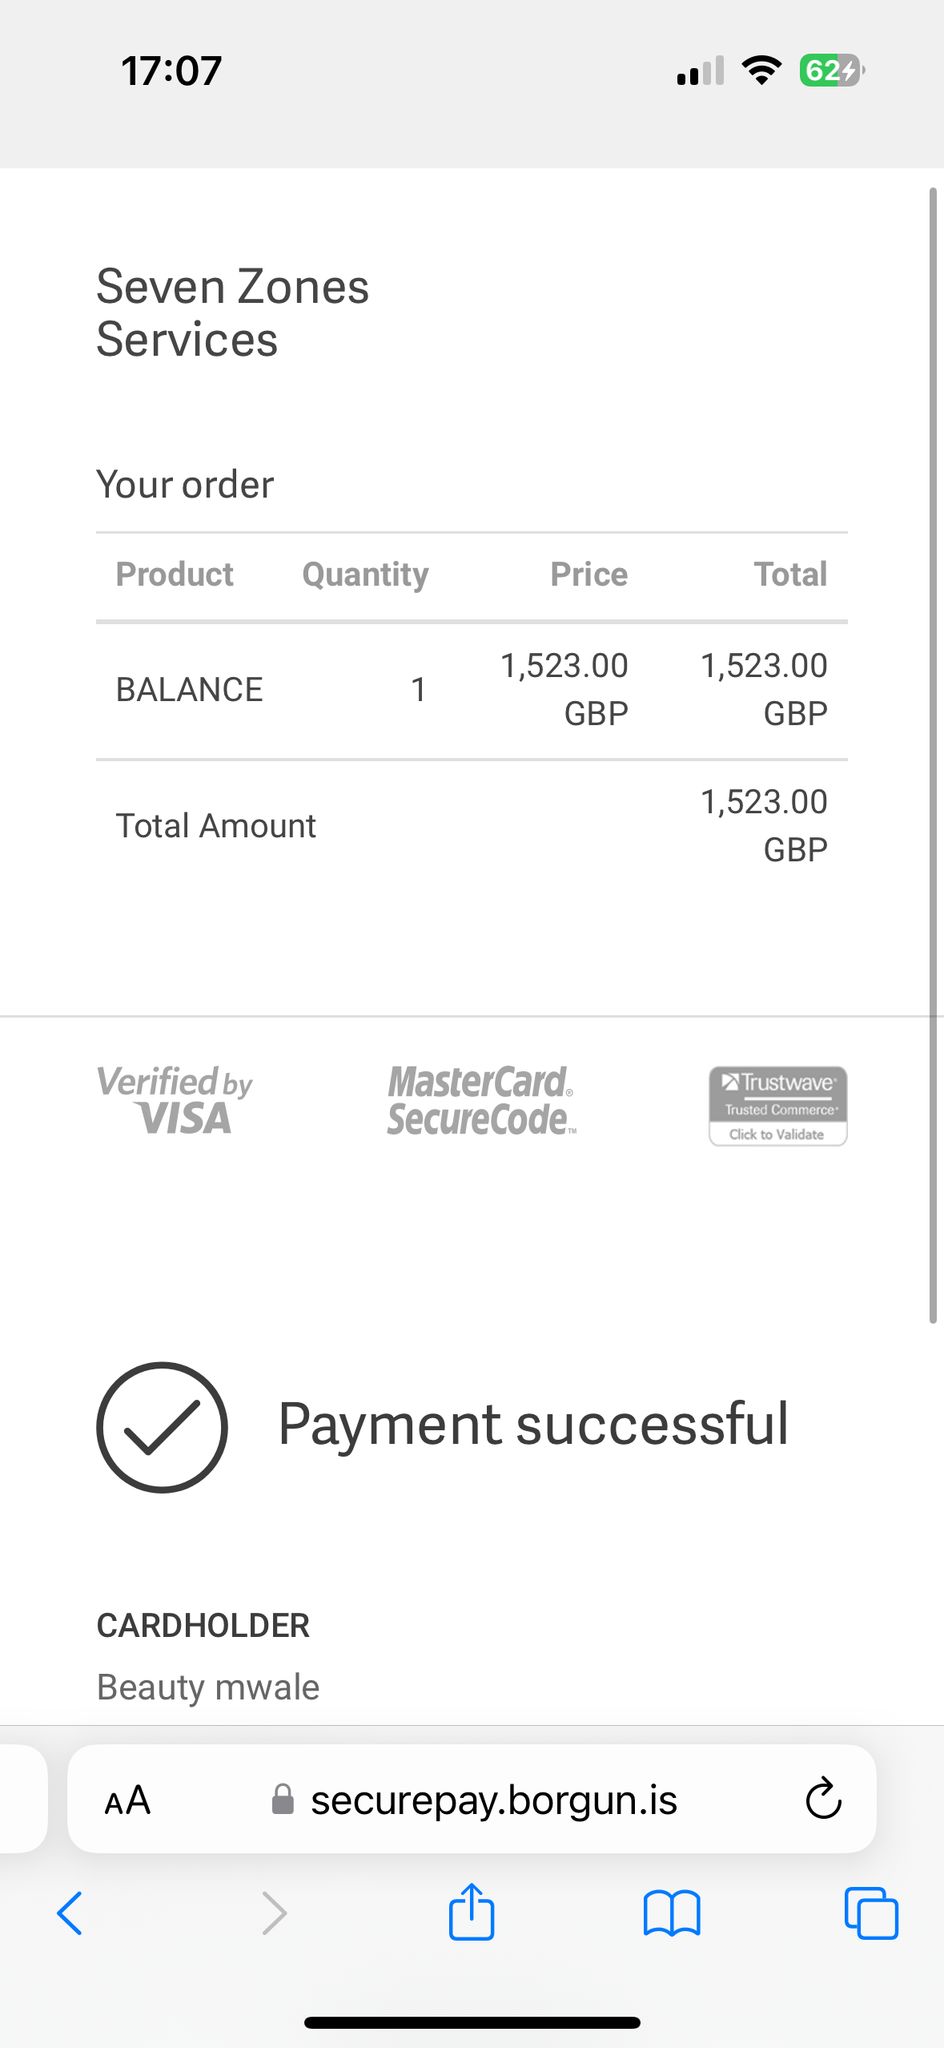 17:07
62
Seven Zones
Services
Your order
Product Quantity Price Total
BALANCE 1 1,523.00 GBP 1,523.00 GBP
Total Amount 1,523.00 GBP
Verified by
VISA
MasterCard®
SecureCode™
Trustwave®
Trusted Commerce®
Click to Validate
Payment successful
CARDHOLDER
Beauty mwale
AA securepay.borgun.is